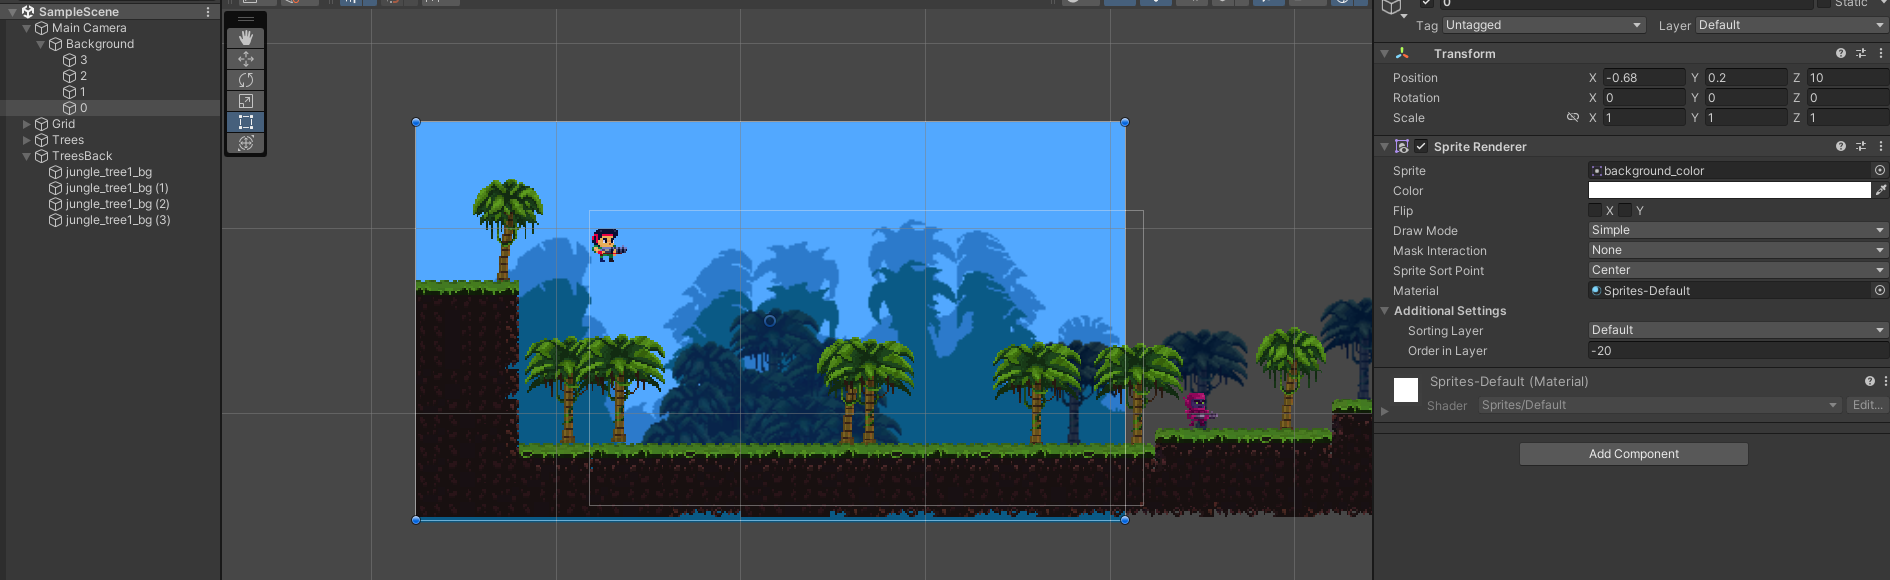 SampleScene
Main Camera
Background
3
2
1
0
Grid
Trees
TreesBack
jungle_tree1_bg
jungle_tree1_bg (1)
jungle_tree1_bg (2)
jungle_tree1_bg (3)
0 Static
Tag Untagged Layer Default
Transform
Position X -0.68 Y 0.2 Z 10
Rotation X 0 Y 0 Z 0
Scale X 1 Y 1 Z 1
Sprite Renderer
Sprite background_color
Color
Flip X Y
Draw Mode Simple
Mask Interaction None
Sprite Sort Point Center
Material Sprites-Default
Additional Settings
Sorting Layer Default
Order in Layer -20
Sprites-Default (Material)
Shader Sprites/Default Edit...
Add Component